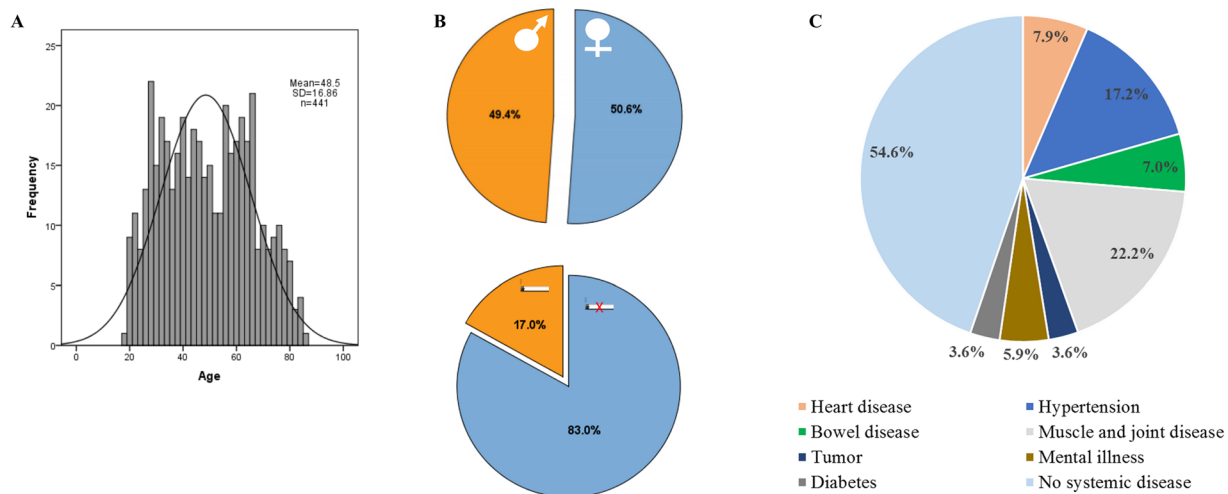 A
25
20
15
10
5
0
Frequency
Mean=48.5
SD=16.86
n=441
0 20 40 60 80 100
Age
B
49.4% 50.6%
17.0%
83.0%
C
7.9%
17.2%
54.6%
7.0%
22.2%
3.6% 5.9% 3.6%
Heart disease Hypertension
Bowel disease Muscle and joint disease
Tumor Mental illness
Diabetes No systemic disease